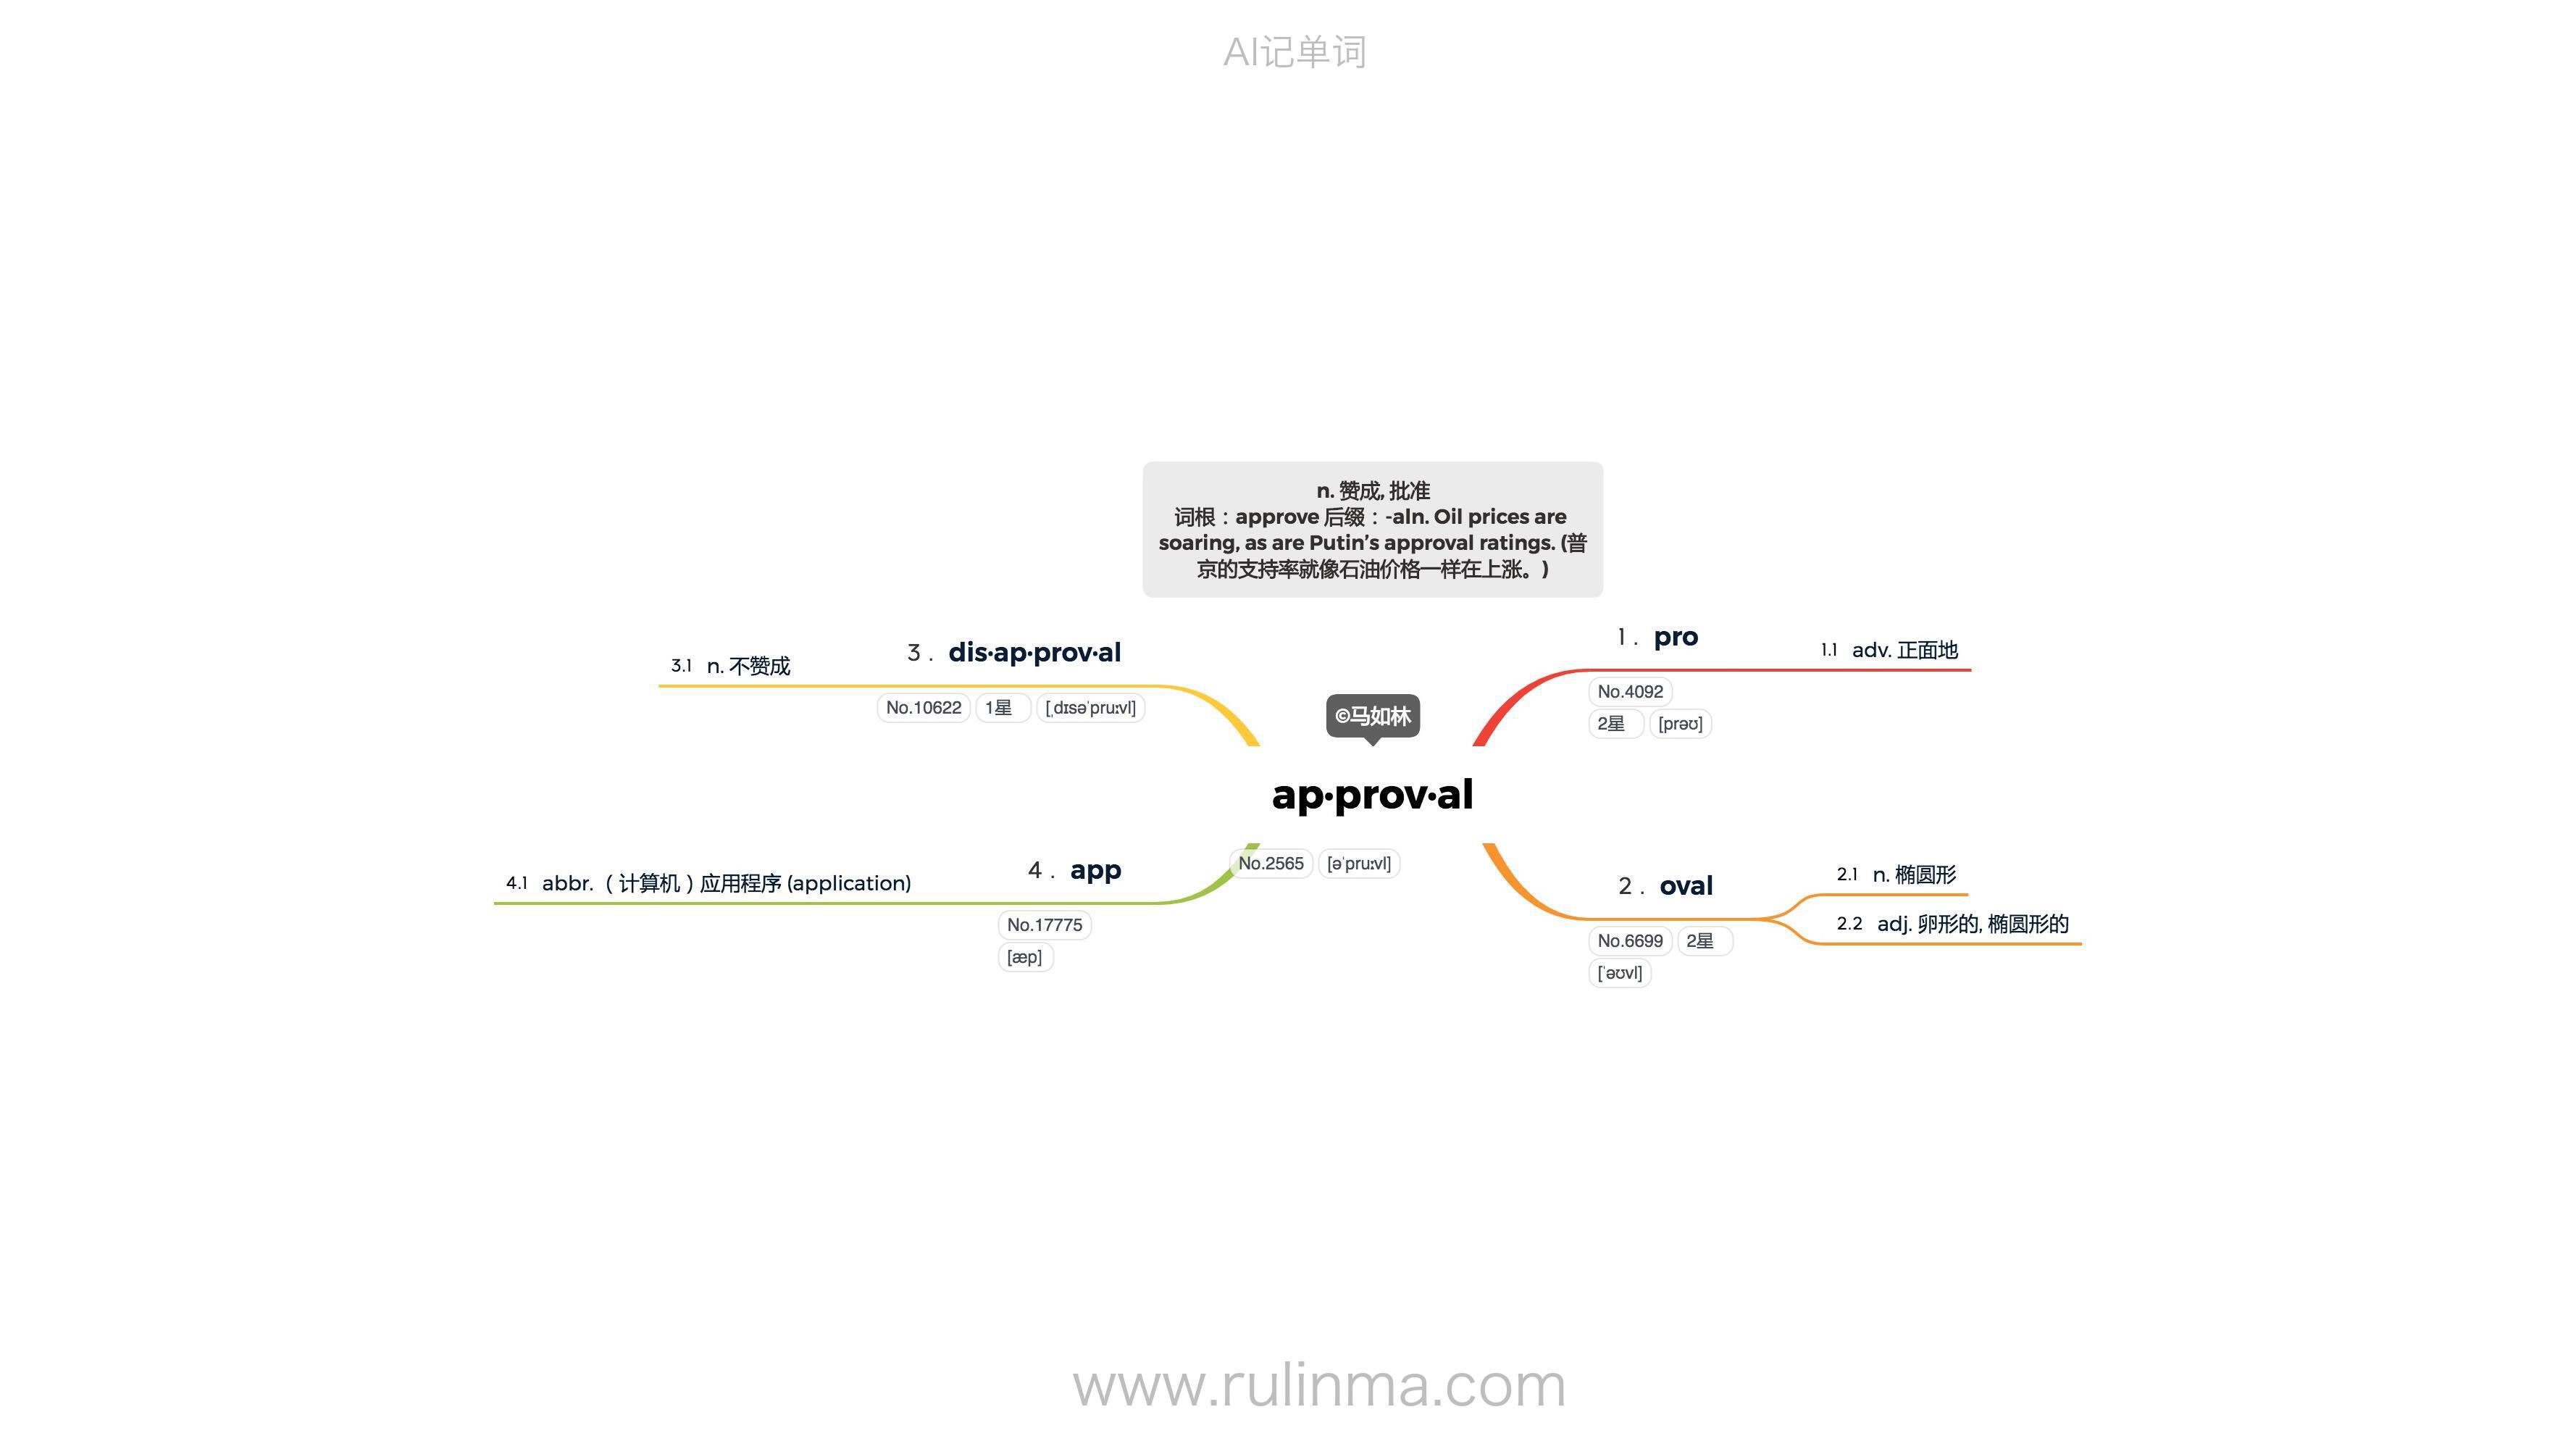 AI记单词
n. 赞成, 批准
词根：approve 后缀：-aln. Oil prices are
soaring, as are Putin’s approval ratings. (普
京的支持率就像石油价格一样在上涨。)
©马如林
ap·prov·al
No.2565 [əˈpruːvl]
1. pro
No.4092
2星 [prəʊ]
1.1 adv. 正面地
2. oval
No.6699 2星
[ˈəʊvl]
2.1 n. 椭圆形
2.2 adj. 卵形的, 椭圆形的
3. dis·ap·prov·al
No.10622 1星 [ˌdɪsəˈpruːvl]
3.1 n. 不赞成
4. app
No.17775
[æp]
4.1 abbr.（计算机）应用程序 (application)
www.rulinma.com